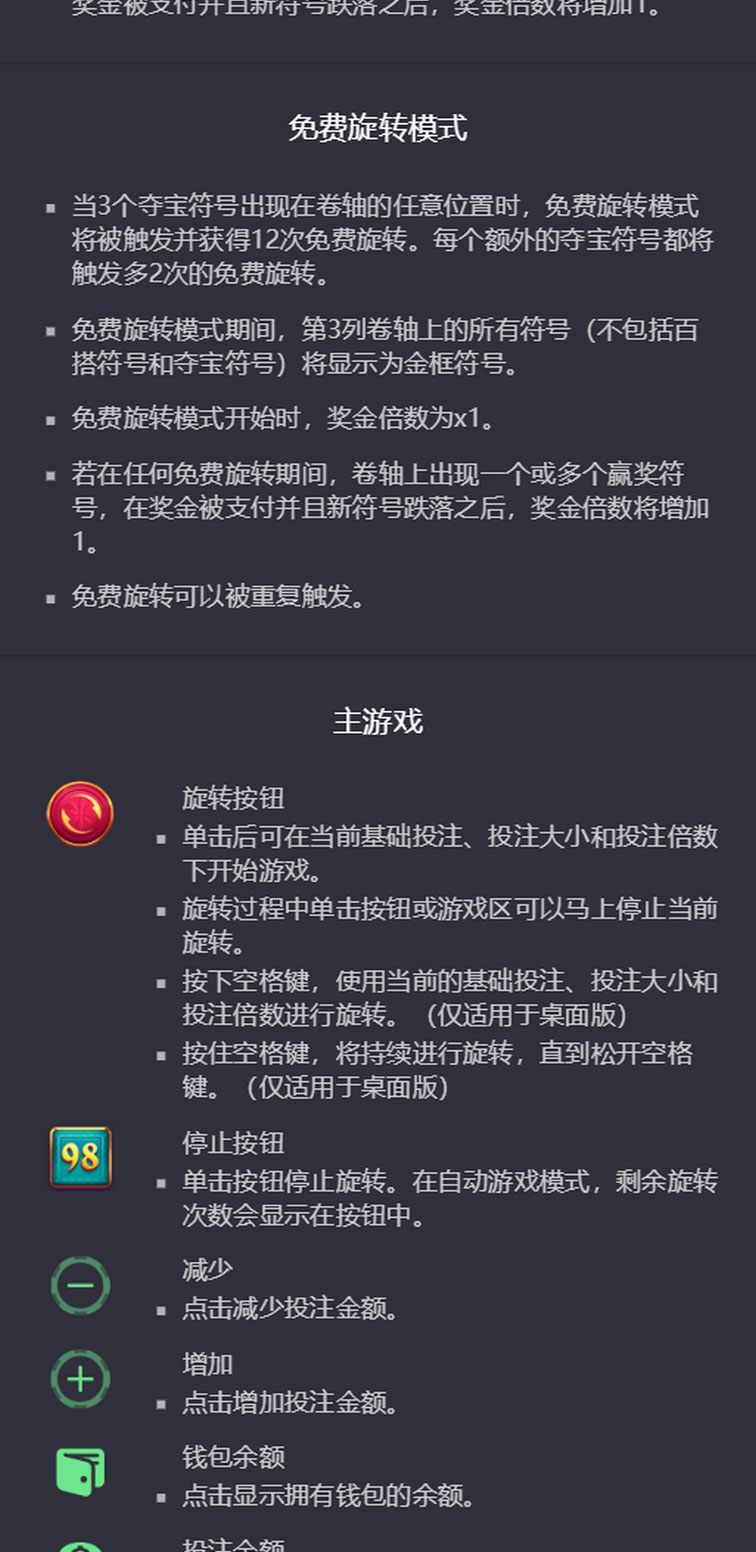 奖金被支付并且新符号跌落之后，奖金倍数将增加1。
免费旋转模式
▪ 当3个夺宝符号出现在卷轴的任意位置时，免费旋转模式
将被触发并获得12次免费旋转。每个额外的夺宝符号都将
触发多2次的免费旋转。
▪ 免费旋转模式期间，第3列卷轴上的所有符号（不包括百
搭符号和夺宝符号）将显示为金框符号。
▪ 免费旋转模式开始时，奖金倍数为x1。
▪ 若在任何免费旋转期间，卷轴上出现一个或多个赢奖符
号，在奖金被支付并且新符号跌落之后，奖金倍数将增加
1。
▪ 免费旋转可以被重复触发。
主游戏
旋转按钮
▪ 单击后可在当前基础投注、投注大小和投注倍数
下开始游戏。
▪ 旋转过程中单击按钮或游戏区可以马上停止当前
旋转。
▪ 按下空格键，使用当前的基础投注、投注大小和
投注倍数进行旋转。（仅适用于桌面版）
▪ 按住空格键，将持续进行旋转，直到松开空格
键。（仅适用于桌面版）
98
停止按钮
▪ 单击按钮停止旋转。在自动游戏模式，剩余旋转
次数会显示在按钮中。
减少
▪ 点击减少投注金额。
增加
▪ 点击增加投注金额。
钱包余额
▪ 点击显示拥有钱包的余额。
投注金额